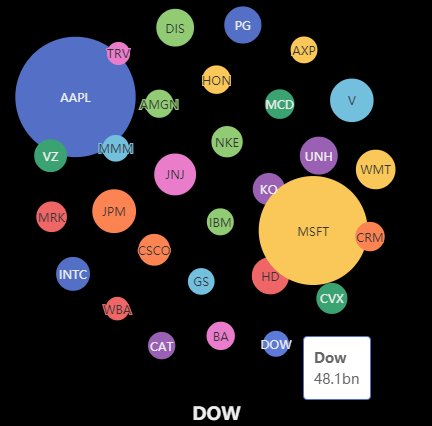 PG
DIS
TRV
AXP
HON
AAPL
AMGN
MCD
V
NKE
MMM
VZ
UNH
WMT
JNJ
KO
JPM
MRK
IBM
MSFT
CRM
CSCO
INTC
HD
GS
CVX
WBA
BA
CAT
DOW
Dow
48.1bn
DOW